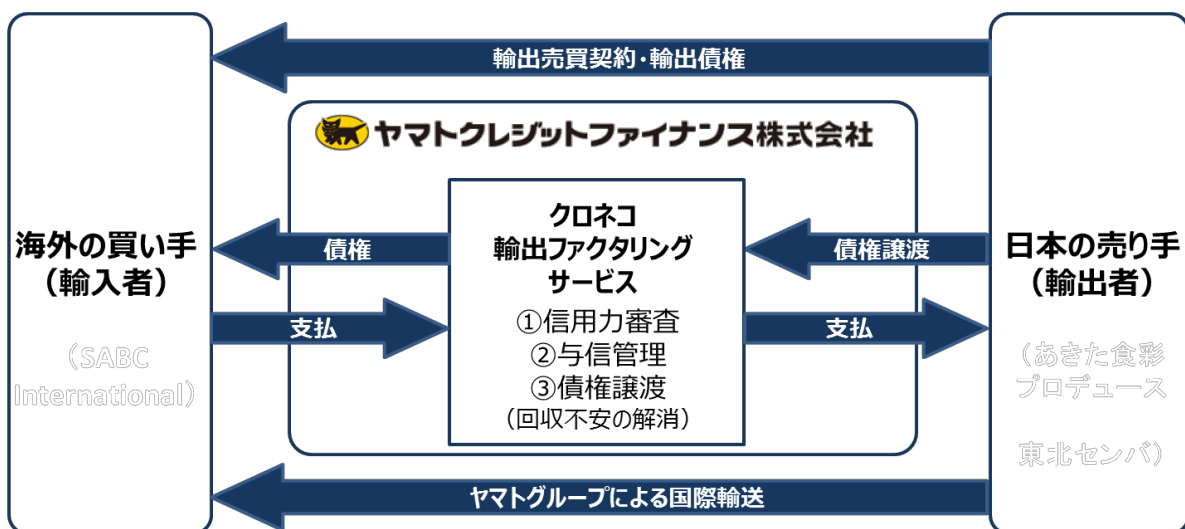 輸出売買契約・輸出債権
ヤマトクレジットファイナンス株式会社
海外の買い手
（輸入者）
（SABC
International）
債権
支払
クロネコ
輸出ファクタリング
サービス
①信用力審査
②与信管理
③債権譲渡
（回収不安の解消）
債権譲渡
支払
日本の売り手
（輸出者）
（あきた食彩
プロデュース
東北センバ）
ヤマトグループによる国際輸送